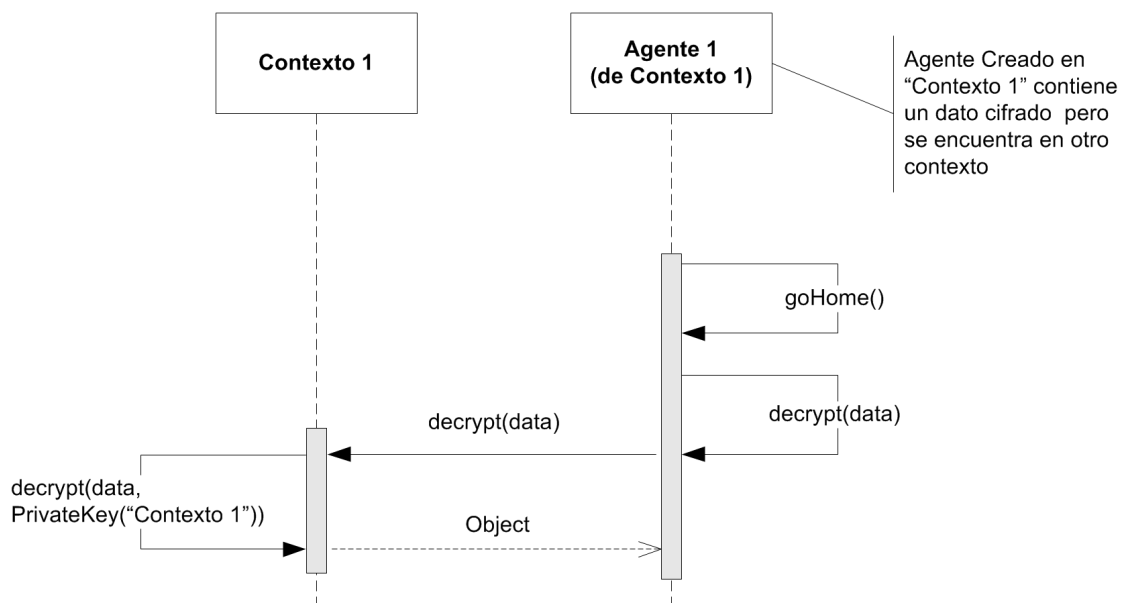 Contexto 1
Agente 1
(de Contexto 1)
Agente Creado en
“Contexto 1” contiene
un dato cifrado pero
se encuentra en otro
contexto
goHome()
decrypt(data)
decrypt(data)
decrypt(data,
PrivateKey(“Contexto 1”))
Object